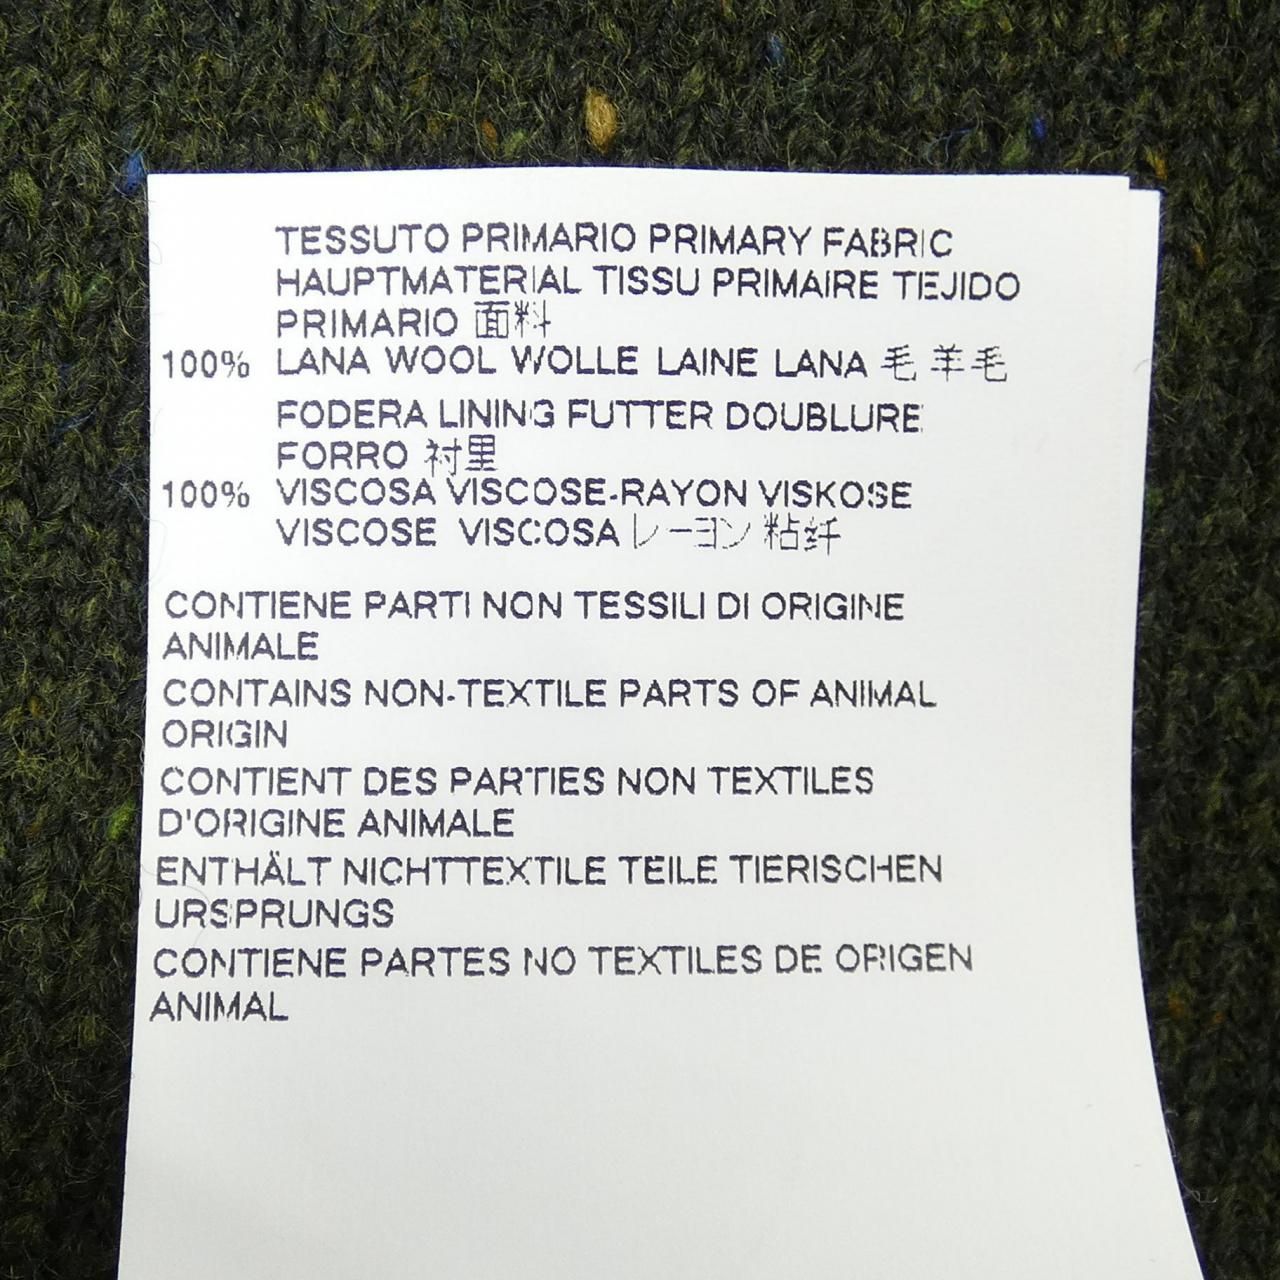 TESSUTO PRIMARIO PRIMARY FABRIC
HAUPTMATERIAL TISSU PRIMAIRE TEJIDO
PRIMARIO 面料
100% LANA WOOL WOLLE LAINE LANA 毛 羊毛
FODERA LINING FUTTER DOUBLURE
FORRO 衬里
100% VISCOSA VISCOSE-RAYON VISKOSE
VISCOSE VISCOSA レーヨン 粘纤
CONTIENE PARTI NON TESSILI DI ORIGINE
ANIMALE
CONTAINS NON-TEXTILE PARTS OF ANIMAL
ORIGIN
CONTIENT DES PARTIES NON TEXTILES
D'ORIGINE ANIMALE
ENTHÄLT NICHTTEXTILE TEILE TIERISCHEN
URSPRUNGS
CONTIENE PARTES NO TEXTILES DE ORIGEN
ANIMAL